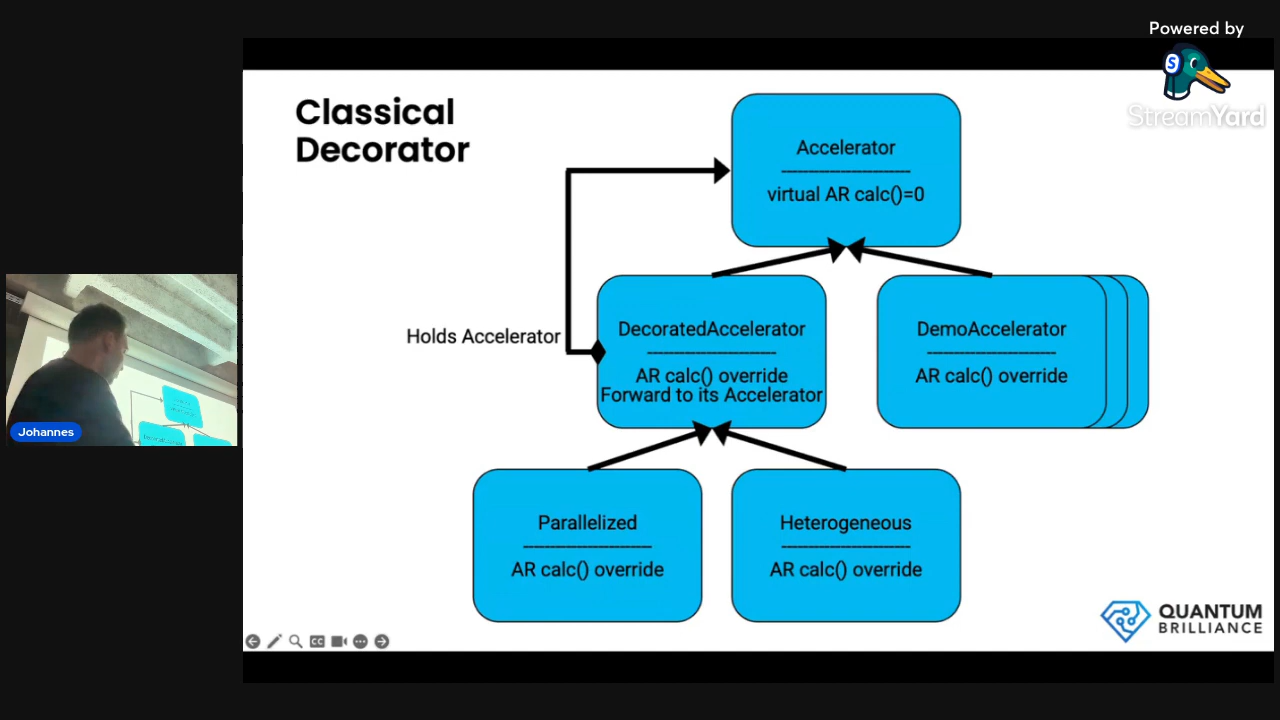 Powered by
S
StreamYard
Classical
Decorator
Accelerator
virtual AR calc()=0
Holds Accelerator
DecoratedAccelerator
AR calc() override
Forward to its Accelerator
DemoAccelerator
AR calc() override
Parallelized
AR calc() override
Heterogeneous
AR calc() override
Johannes
CC
QUANTUM
BRILLIANCE